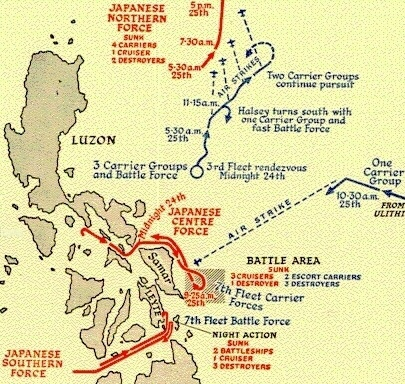 JAPANESE
NORTHERN
FORCE
SUNK
4 CARRIERS
1 CRUISER
2 DESTROYERS
5 p.m.
25th
7-30 a.m.
5-30 a.m.
25th
AIR STRIKES
Two Carrier Groups
continue pursuit
11-15 a.m.
Halsey turns south with
one Carrier Group and
fast Battle Force
5-30 a.m.
25th
LUZON
3 Carrier Groups
and Battle Force
3rd Fleet rendezvous
Midnight 24th
One
Carrier
Group
10-30 a.m.
25th
FROM
ULITHI
AIR STRIKE
Midnight 24th
JAPANESE
CENTRE
FORCE
Samar
BATTLE AREA
SUNK
3 CRUISERS
1 DESTROYER
2 ESCORT CARRIERS
3 DESTROYERS
25th
7th Fleet Carrier
Forces
LEYTE
7th Fleet Battle Force
NIGHT ACTION
SUNK
2 BATTLESHIPS
1 CRUISER
3 DESTROYERS
JAPANESE
SOUTHERN
FORCE